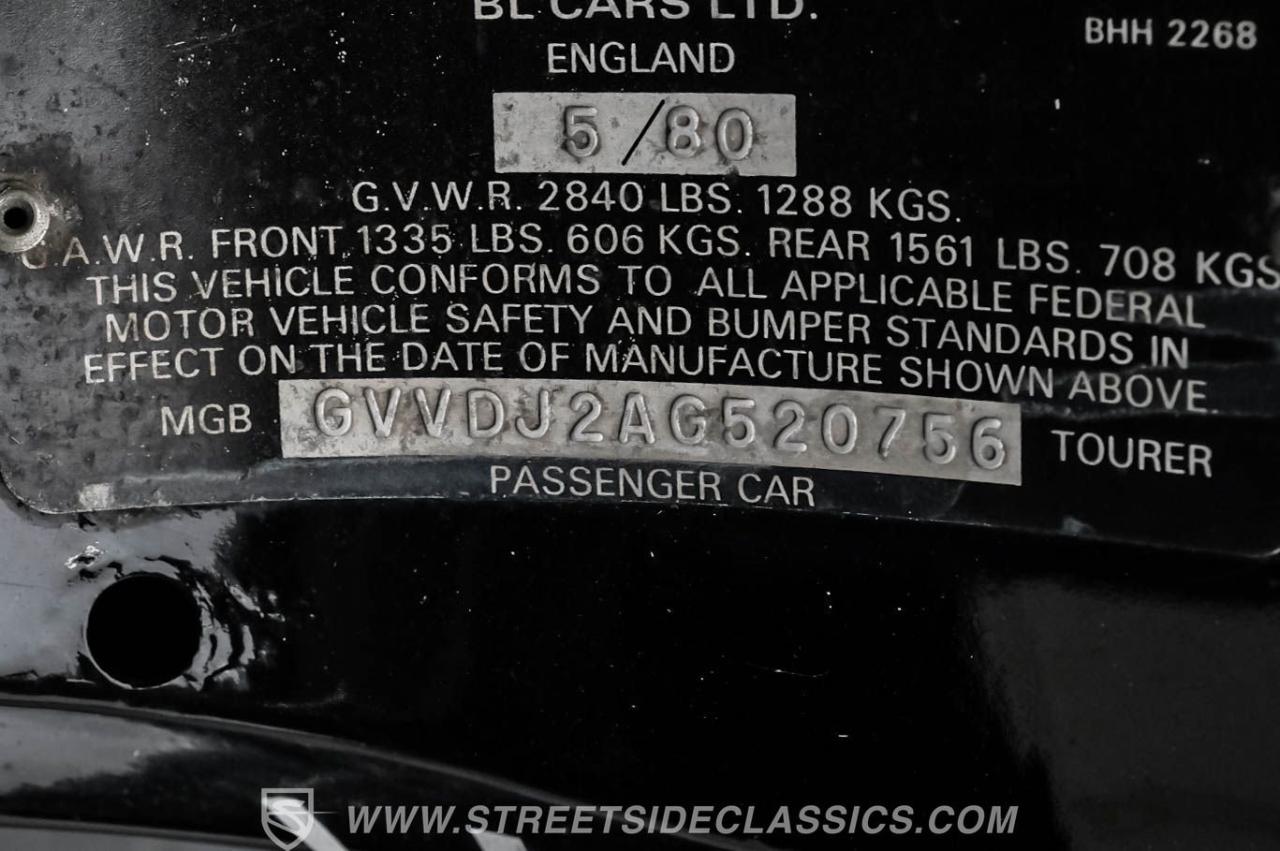 BL CARS LTD.
BHH 2268
ENGLAND
5/80
G.V.W.R. 2840 LBS. 1288 KGS.
G.A.W.R. FRONT 1335 LBS. 606 KGS. REAR 1561 LBS. 708 KGS
THIS VEHICLE CONFORMS TO ALL APPLICABLE FEDERAL
MOTOR VEHICLE SAFETY AND BUMPER STANDARDS IN
EFFECT ON THE DATE OF MANUFACTURE SHOWN ABOVE.
MGB GVVDJ2AG520756 TOURER
PASSENGER CAR
WWW.STREETSIDECLASSICS.COM